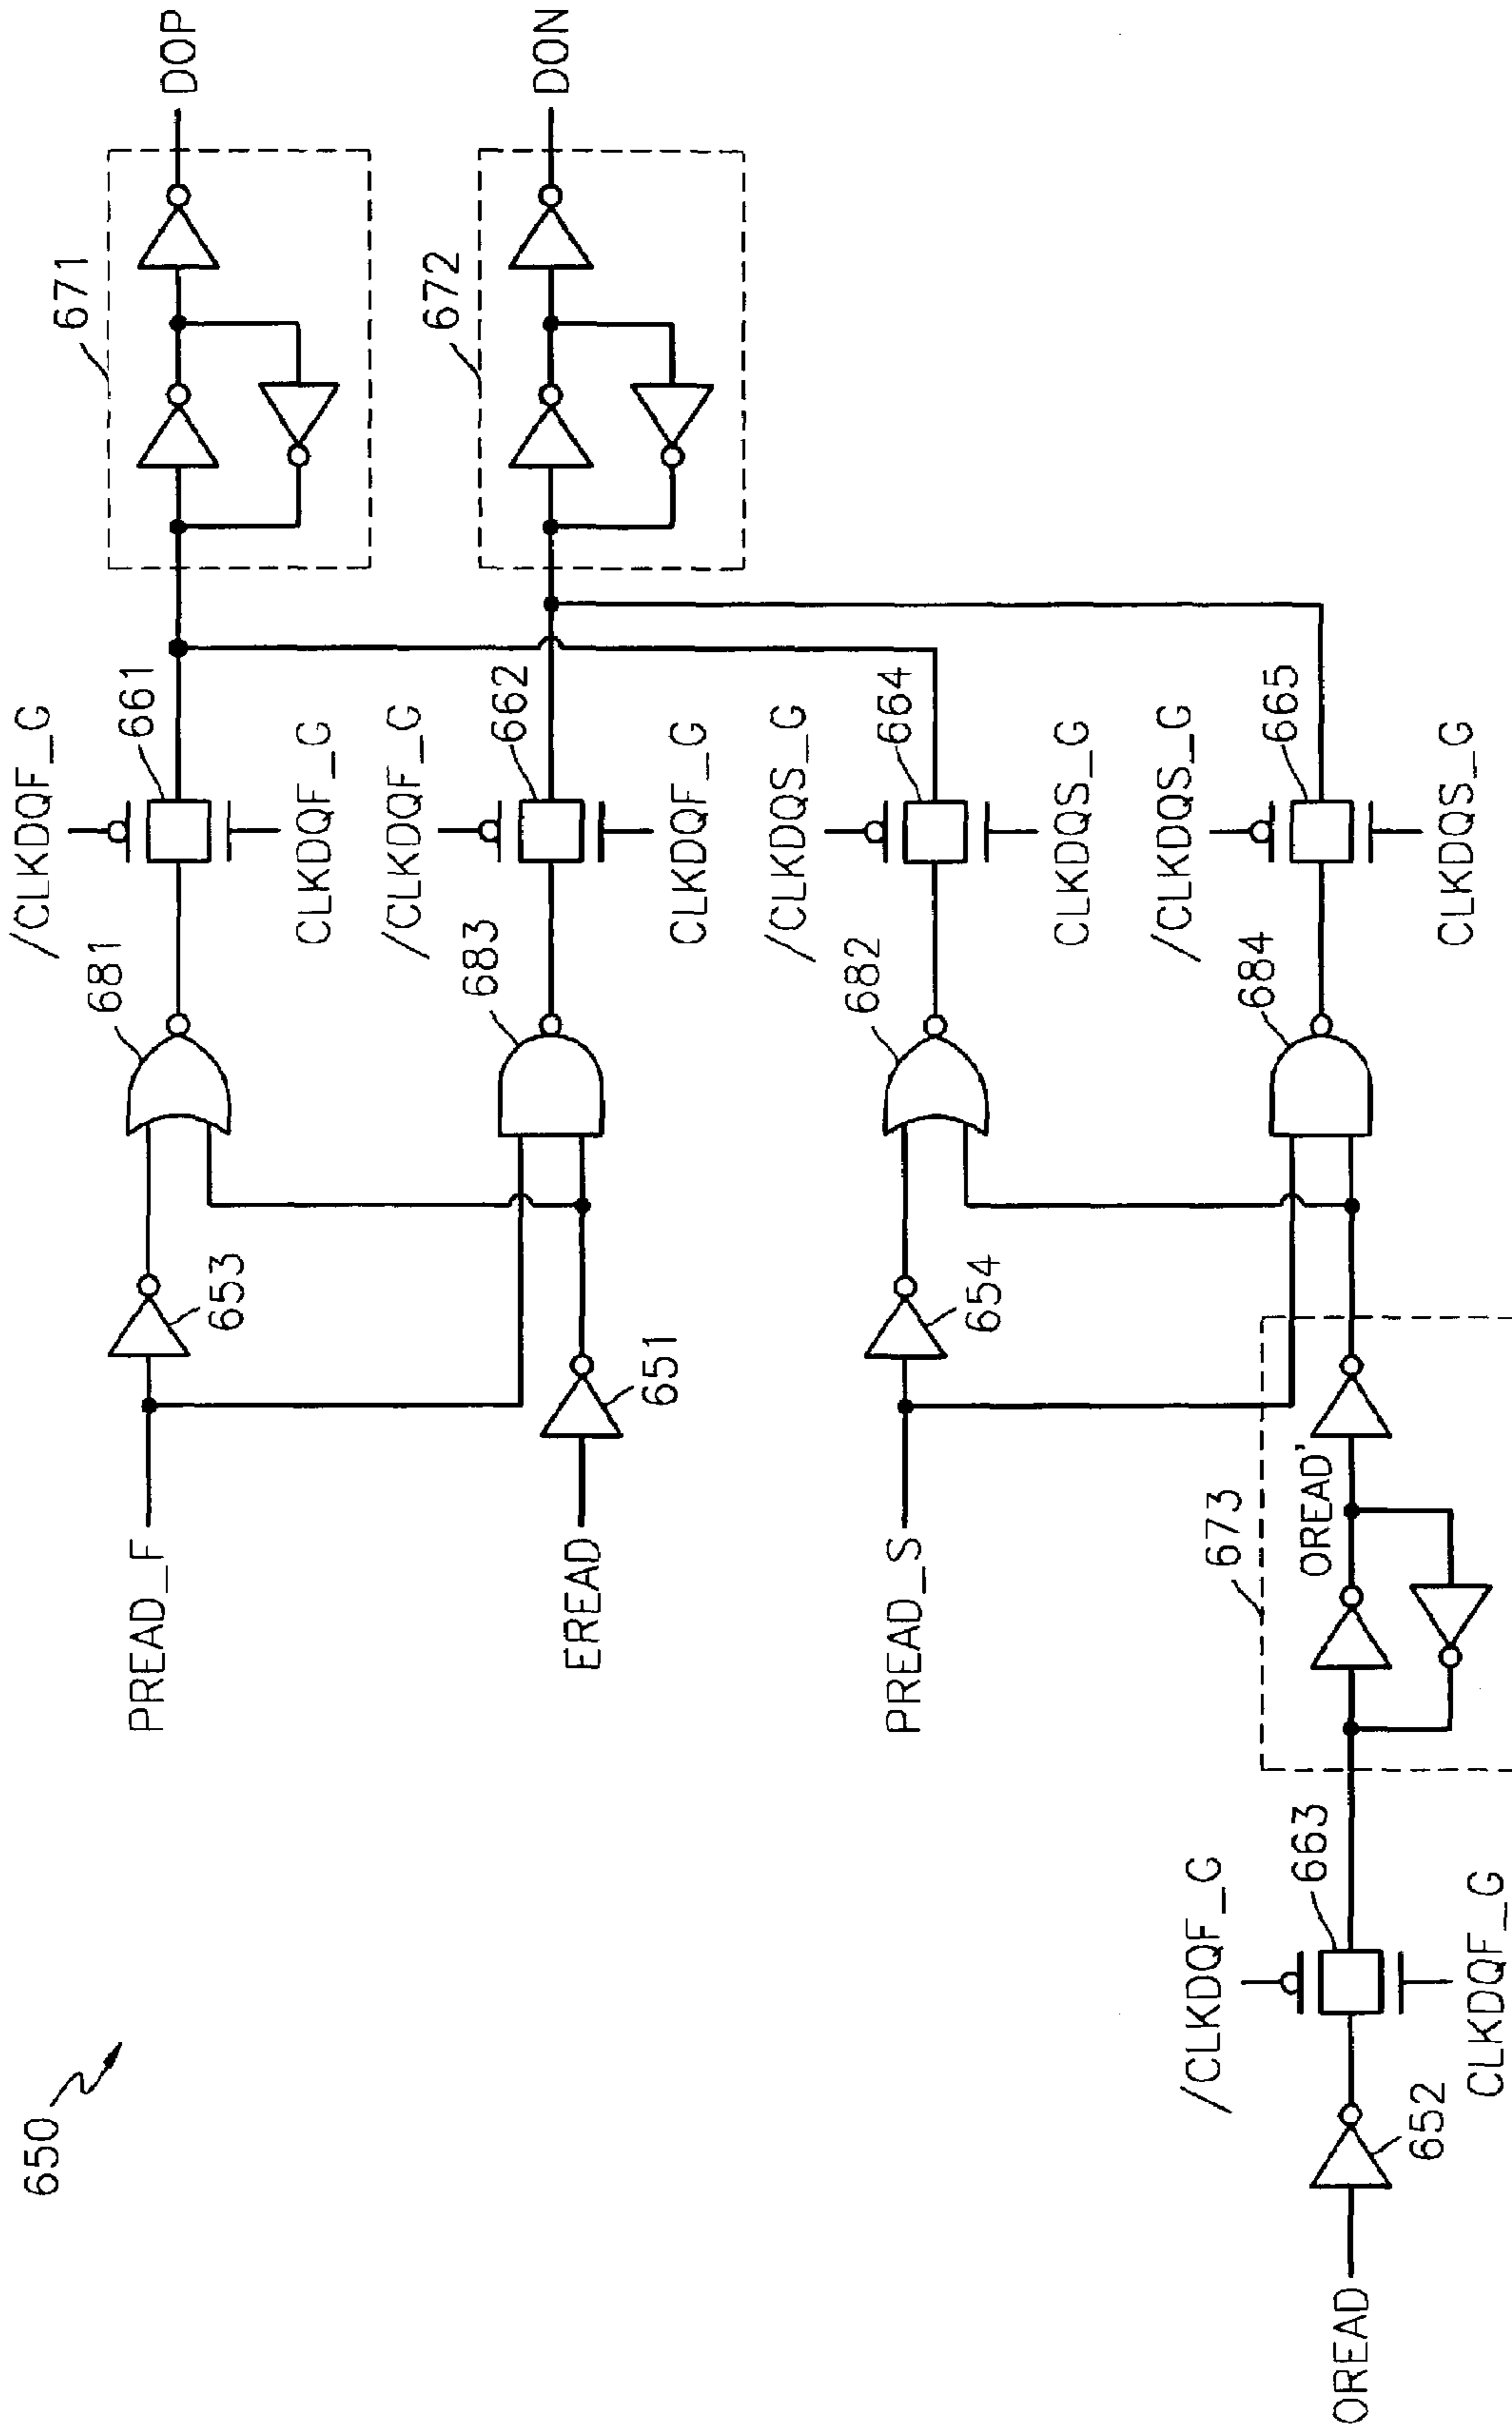 650
OREAD
652
/CLKDQF_G
CLKDQF_G
663
673
OREAD'
PREAD_F
EREAD
PREAD_S
653
651
654
681
683
682
684
/CLKDQF_G
661
CLKDQF_G
/CLKDQF_G
662
CLKDQF_G
/CLKDQS_G
664
CLKDQS_G
/CLKDQS_G
665
CLKDQS_G
671
672
DOP
DON